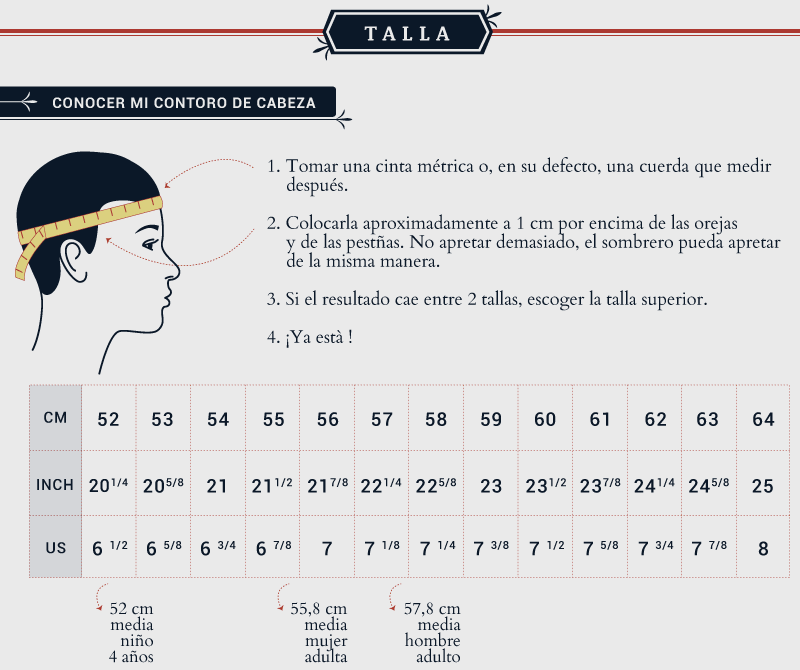 TALLA
CONOCER MI CONTORO DE CABEZA
1. Tomar una cinta métrica o, en su defecto, una cuerda que medir
después.
2. Colocarla aproximadamente a 1 cm por encima de las orejas
y de las pestñas. No apretar demasiado, el sombrero pueda apretar
de la misma manera.
3. Si el resultado cae entre 2 tallas, escoger la talla superior.
4. ¡Ya està !
CM 52 53 54 55 56 57 58 59 60 61 62 63 64
INCH 20 1/4 20 5/8 21 21 1/2 21 7/8 22 1/4 22 5/8 23 23 1/2 23 7/8 24 1/4 24 5/8 25
US 6 1/2 6 5/8 6 3/4 6 7/8 7 7 1/8 7 1/4 7 3/8 7 1/2 7 5/8 7 3/4 7 7/8 8
52 cm
media
niño
4 años
55,8 cm
media
mujer
adulta
57,8 cm
media
hombre
adulto